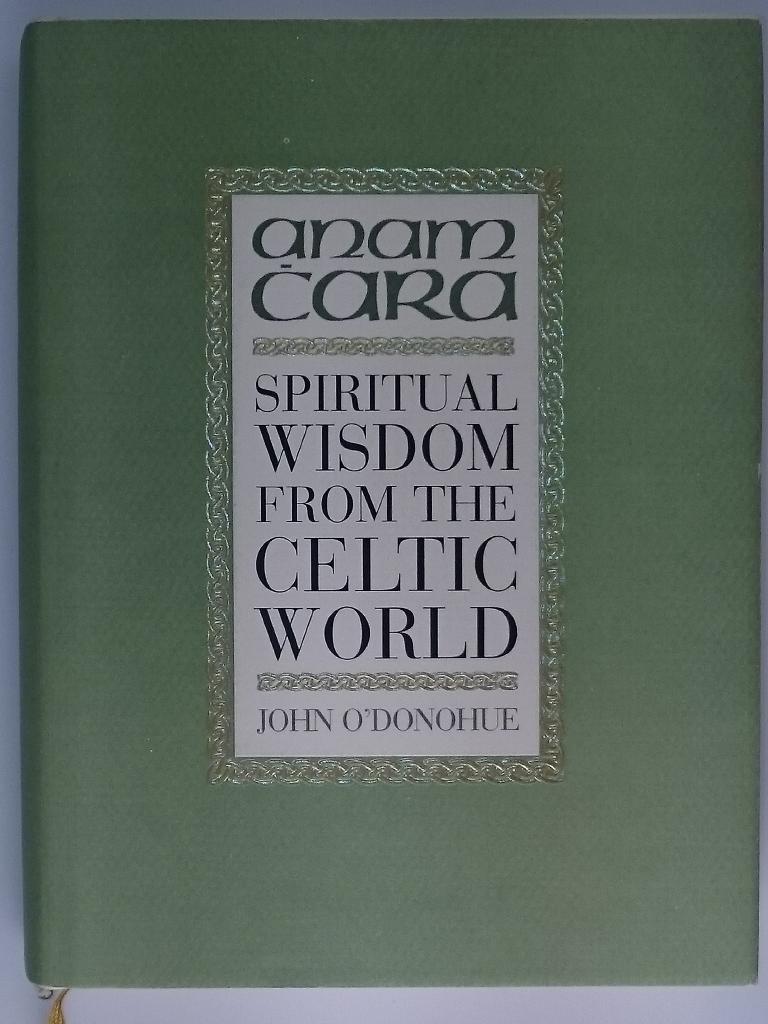 anam
ċara
SPIRITUAL
WISDOM
FROM THE
CELTIC
WORLD
JOHN O'DONOHUE